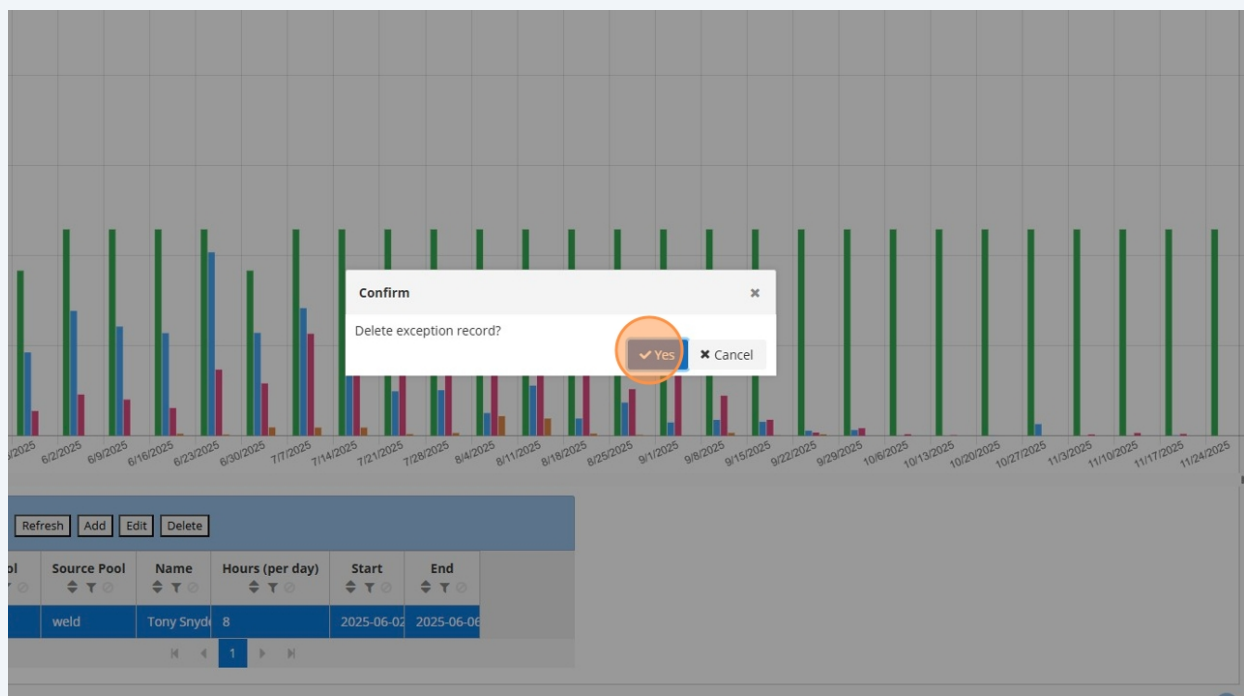 Confirm
Delete exception record?
Yes
Cancel
6/2/2025 6/9/2025 6/16/2025 6/23/2025 6/30/2025 7/7/2025 7/14/2025 7/21/2025 7/28/2025 8/4/2025 8/11/2025 8/18/2025 8/25/2025 9/1/2025 9/8/2025 9/15/2025 9/22/2025 9/29/2025 10/6/2025 10/13/2025 10/20/2025 10/27/2025 11/3/2025 11/10/2025 11/17/2025 11/24/2025
Refresh Add Edit Delete
ol Source Pool Name Hours (per day) Start End
weld Tony Snyde 8 2025-06-02 2025-06-06
1